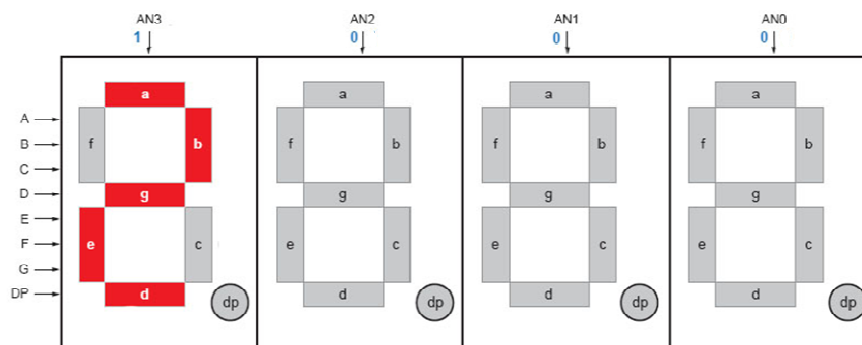 AN3 AN2 AN1 AN0
1 0 0 0
a a a a
A
f b f b f b f b
B
C
D g g g g
E
F e c e c e c e c
G
DP d dp d dp d dp d dp